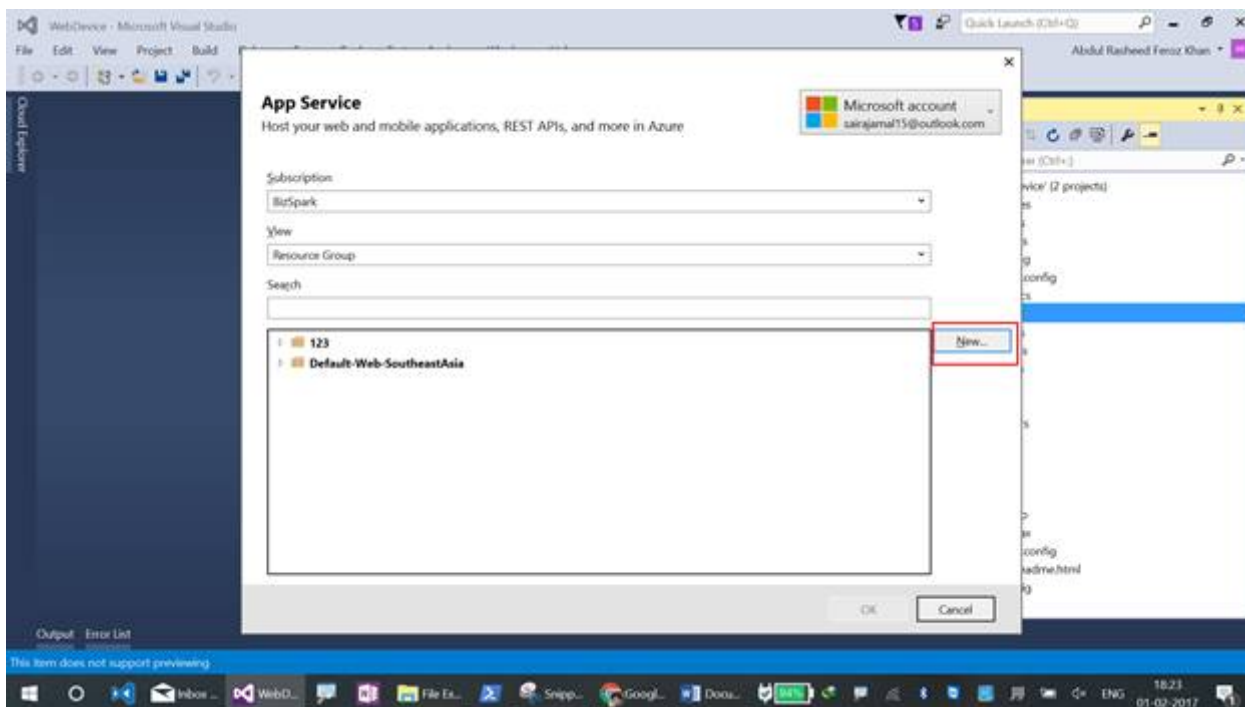 WebDevice - Microsoft Visual Studio
Quick Launch (Ctrl+Q)
File Edit View Project Build
Abdul Rasheed Feroz Khan
Cloud Explorer
App Service
Host your web and mobile applications, REST APIs, and more in Azure
Microsoft account
sairajamal15@outlook.com
Subscription
BizSpark
View
Resource Group
Search
123
Default-Web-SoutheastAsia
New...
OK Cancel
(Ctrl+;)
vice' (2 projects)
config
config
eadme.html
Output Error List
This item does not support previewing
Inbox ...
WebD...
File Ex...
Snipp...
Googl...
Docu...
94%
ENG
18:23
01-02-2017